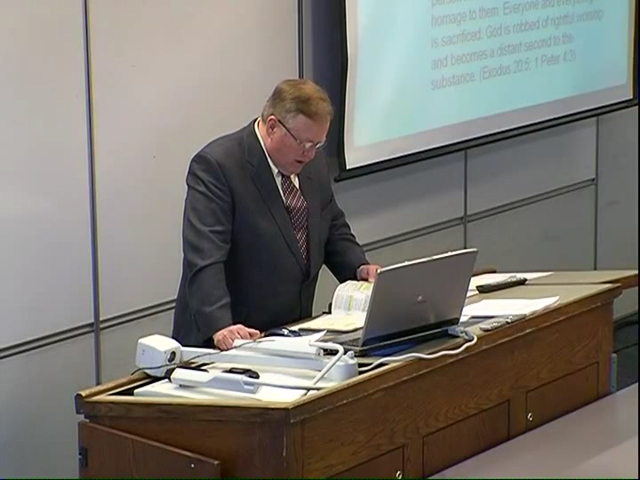 homage to them. Everyone and everything
is sacrificed. God is robbed of rightful worship
and becomes a distant second to the
substance. (Exodus 20:5; 1 Peter 4:3)